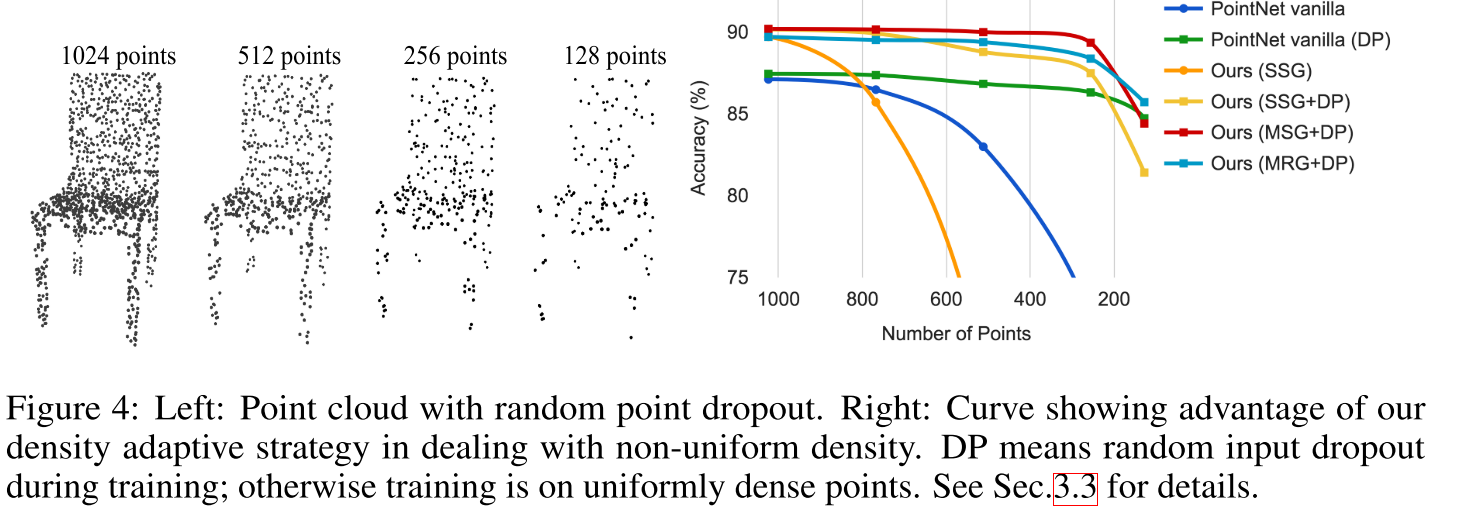 1024 points
512 points
256 points
128 points
90
85
80
75
Accuracy (%)
1000
800
600
400
200
Number of Points
PointNet vanilla
PointNet vanilla (DP)
Ours (SSG)
Ours (SSG+DP)
Ours (MSG+DP)
Ours (MRG+DP)
Figure 4: Left: Point cloud with random point dropout. Right: Curve showing advantage of our
density adaptive strategy in dealing with non-uniform density. DP means random input dropout
during training; otherwise training is on uniformly dense points. See Sec.3.3 for details.